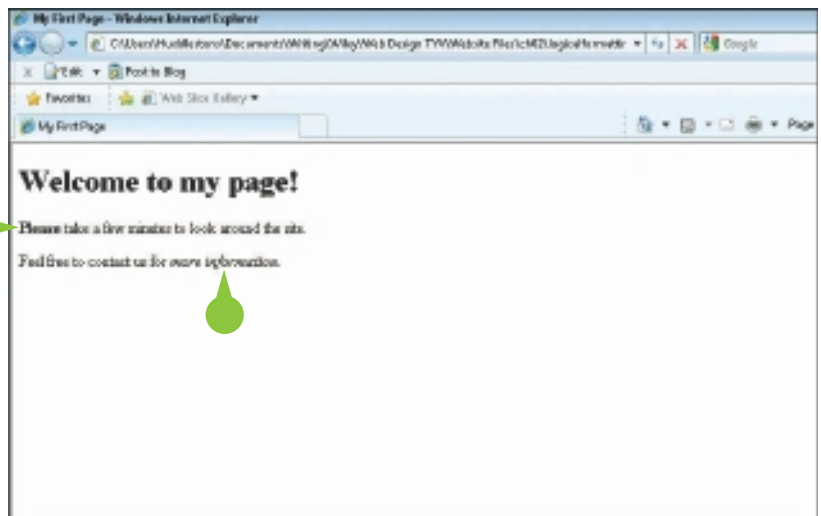 My First Page - Windows Internet Explorer
Google
Edit Post to Blog
Favorites Web Slice Gallery
My First Page Page
Welcome to my page!
Please take a few minutes to look around the site.
Feel free to contact us for more information.